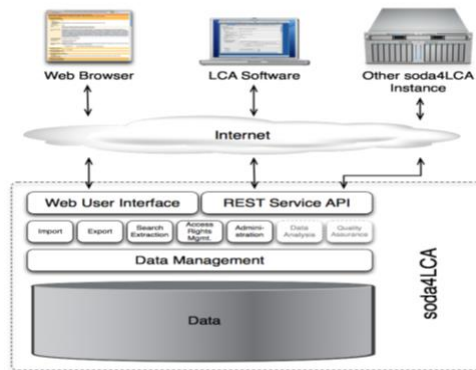 Web Browser
LCA Software
Other soda4LCA
Instance
Internet
Web User Interface
REST Service API
Import
Export
Search
Extraction
Access
Rights
Mgmt.
Admini-
stration
Data
Analysis
Quality
Assurance
Data Management
Data
soda4LCA